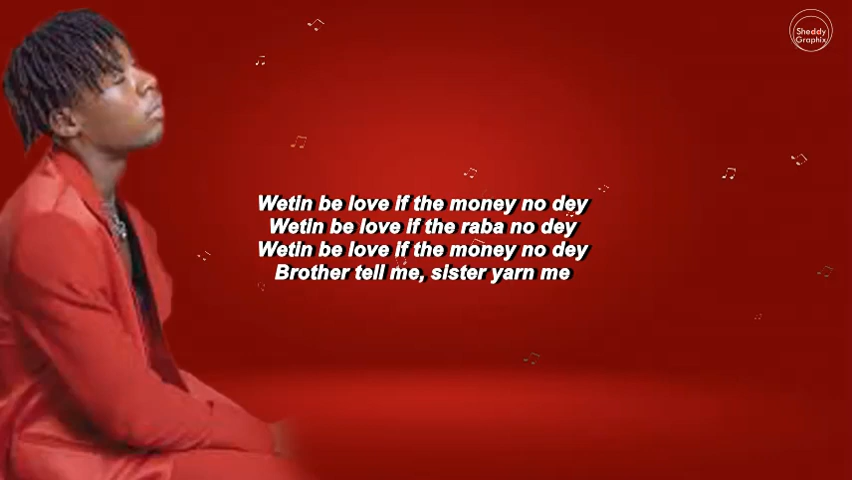 Sheddy
Graphix
Wetin be love if the money no dey
Wetin be love if the raba no dey
Wetin be love if the money no dey
Brother tell me, sister yarn me